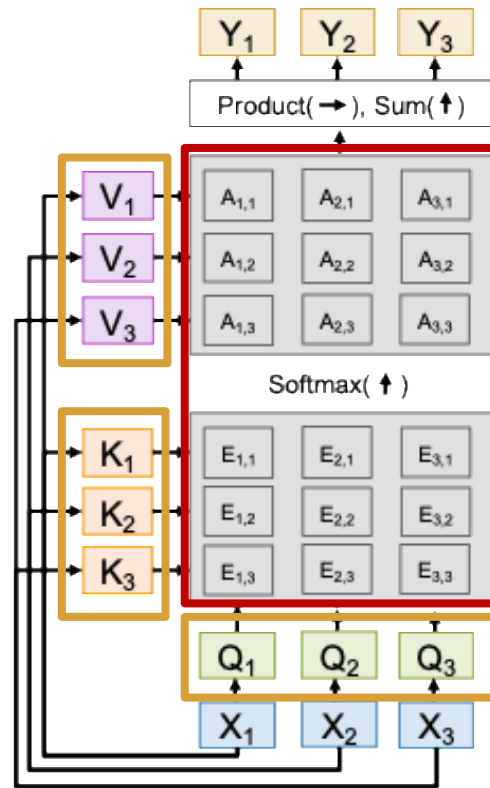 Y1 Y2 Y3
Product(→), Sum(↑)
V1 A1,1 A2,1 A3,1
V2 A1,2 A2,2 A3,2
V3 A1,3 A2,3 A3,3
Softmax(↑)
K1 E1,1 E2,1 E3,1
K2 E1,2 E2,2 E3,2
K3 E1,3 E2,3 E3,3
Q1 Q2 Q3
X1 X2 X3